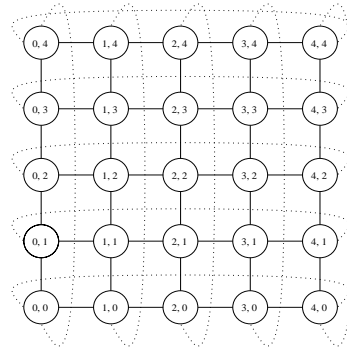 0, 4 1, 4 2, 4 3, 4 4, 4
0, 3 1, 3 2, 3 3, 3 4, 3
0, 2 1, 2 2, 2 3, 2 4, 2
0, 1 1, 1 2, 1 3, 1 4, 1
0, 0 1, 0 2, 0 3, 0 4, 0